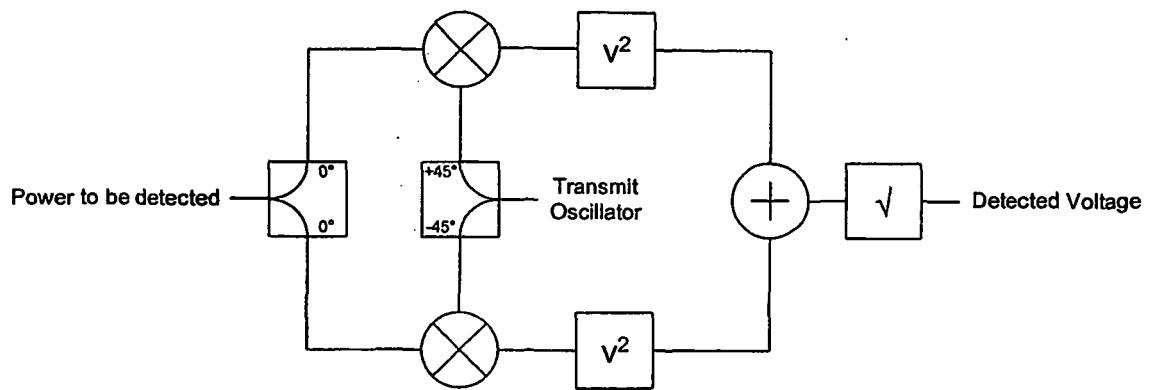 V²
0°
+45°
Power to be detected
Transmit
Oscillator
+
√
Detected Voltage
0°
-45°
V²